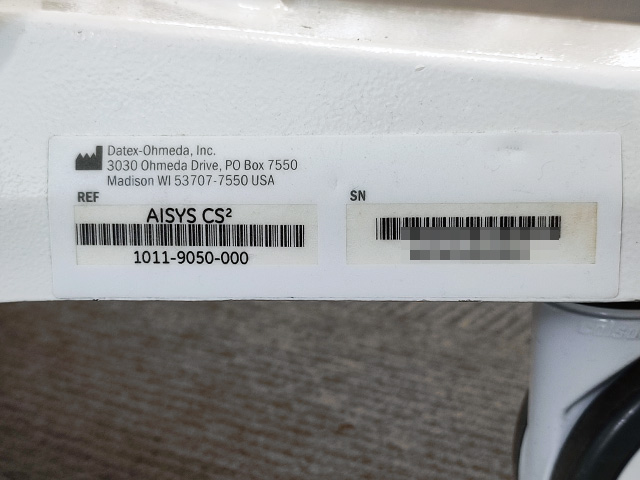 Datex-Ohmeda, Inc.
3030 Ohmeda Drive, PO Box 7550
Madison WI 53707-7550 USA
REF
AISYS CS²
1011-9050-000
SN